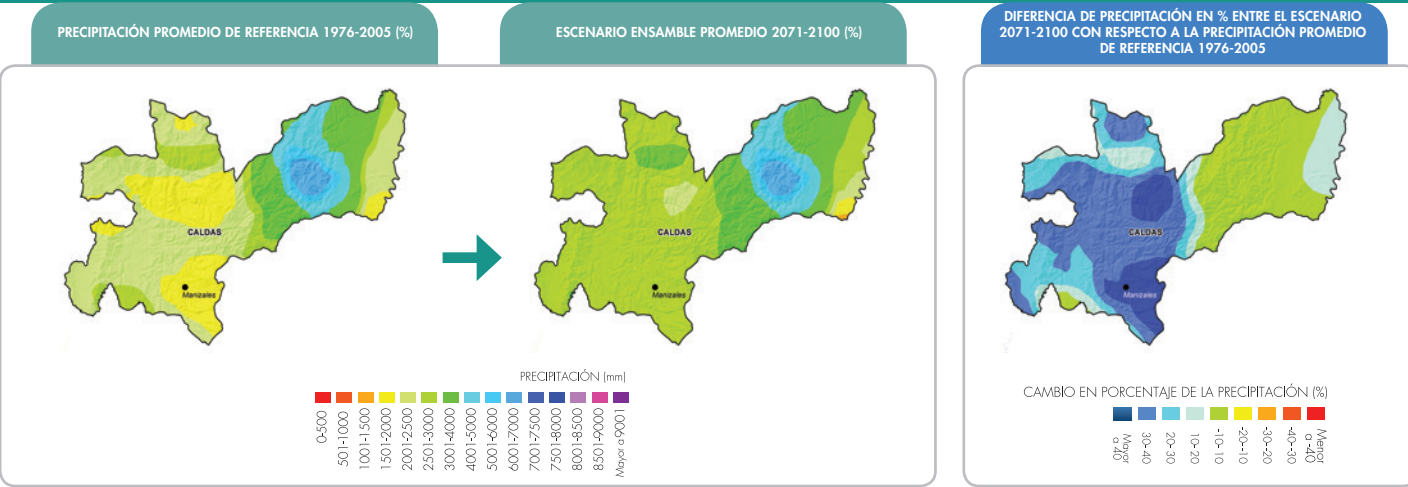 PRECIPITACIÓN PROMEDIO DE REFERENCIA 1976-2005 (%)
ESCENARIO ENSAMBLE PROMEDIO 2071-2100 (%)
DIFERENCIA DE PRECIPITACIÓN EN % ENTRE EL ESCENARIO
2071-2100 CON RESPECTO A LA PRECIPITACIÓN PROMEDIO
DE REFERENCIA 1976-2005
CALDAS
Manizales
CALDAS
Manizales
CALDAS
Manizales
PRECIPITACIÓN (mm)
0-500
501-1000
1001-1500
1501-2000
2001-2500
2501-3000
3001-4000
4001-5000
5001-6000
6001-7000
7001-7500
7501-8000
8001-8500
8501-9000
Mayor a 9001
CAMBIO EN PORCENTAJE DE LA PRECIPITACIÓN (%)
Mayor
a 40
30-40
20-30
10-20
-10-10
-20-10
-30-20
-40-30
Menor
a -40